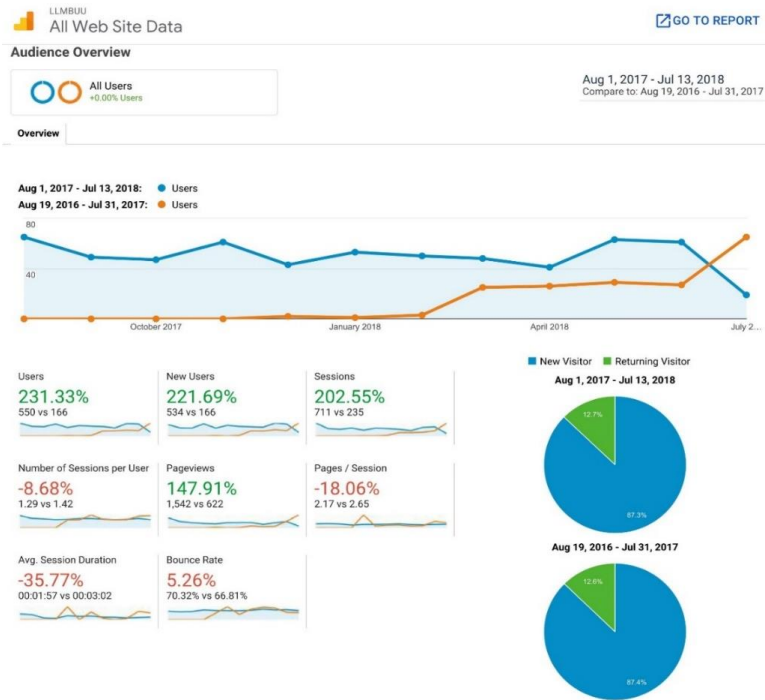 LLMBUU
All Web Site Data
GO TO REPORT
Audience Overview
All Users
+0.00% Users
Aug 1, 2017 - Jul 13, 2018
Compare to: Aug 19, 2016 - Jul 31, 2017
Overview
Aug 1, 2017 - Jul 13, 2018: Users
Aug 19, 2016 - Jul 31, 2017: Users
80
40
October 2017 January 2018 April 2018 July 2...
New Visitor Returning Visitor
Aug 1, 2017 - Jul 13, 2018
12.7%
87.3%
Aug 19, 2016 - Jul 31, 2017
12.6%
87.4%
Users
231.33%
550 vs 166
New Users
221.69%
534 vs 166
Sessions
202.55%
711 vs 235
Number of Sessions per User
-8.68%
1.29 vs 1.42
Pageviews
147.91%
1,542 vs 622
Pages / Session
-18.06%
2.17 vs 2.65
Avg. Session Duration
-35.77%
00:01:57 vs 00:03:02
Bounce Rate
5.26%
70.32% vs 66.81%